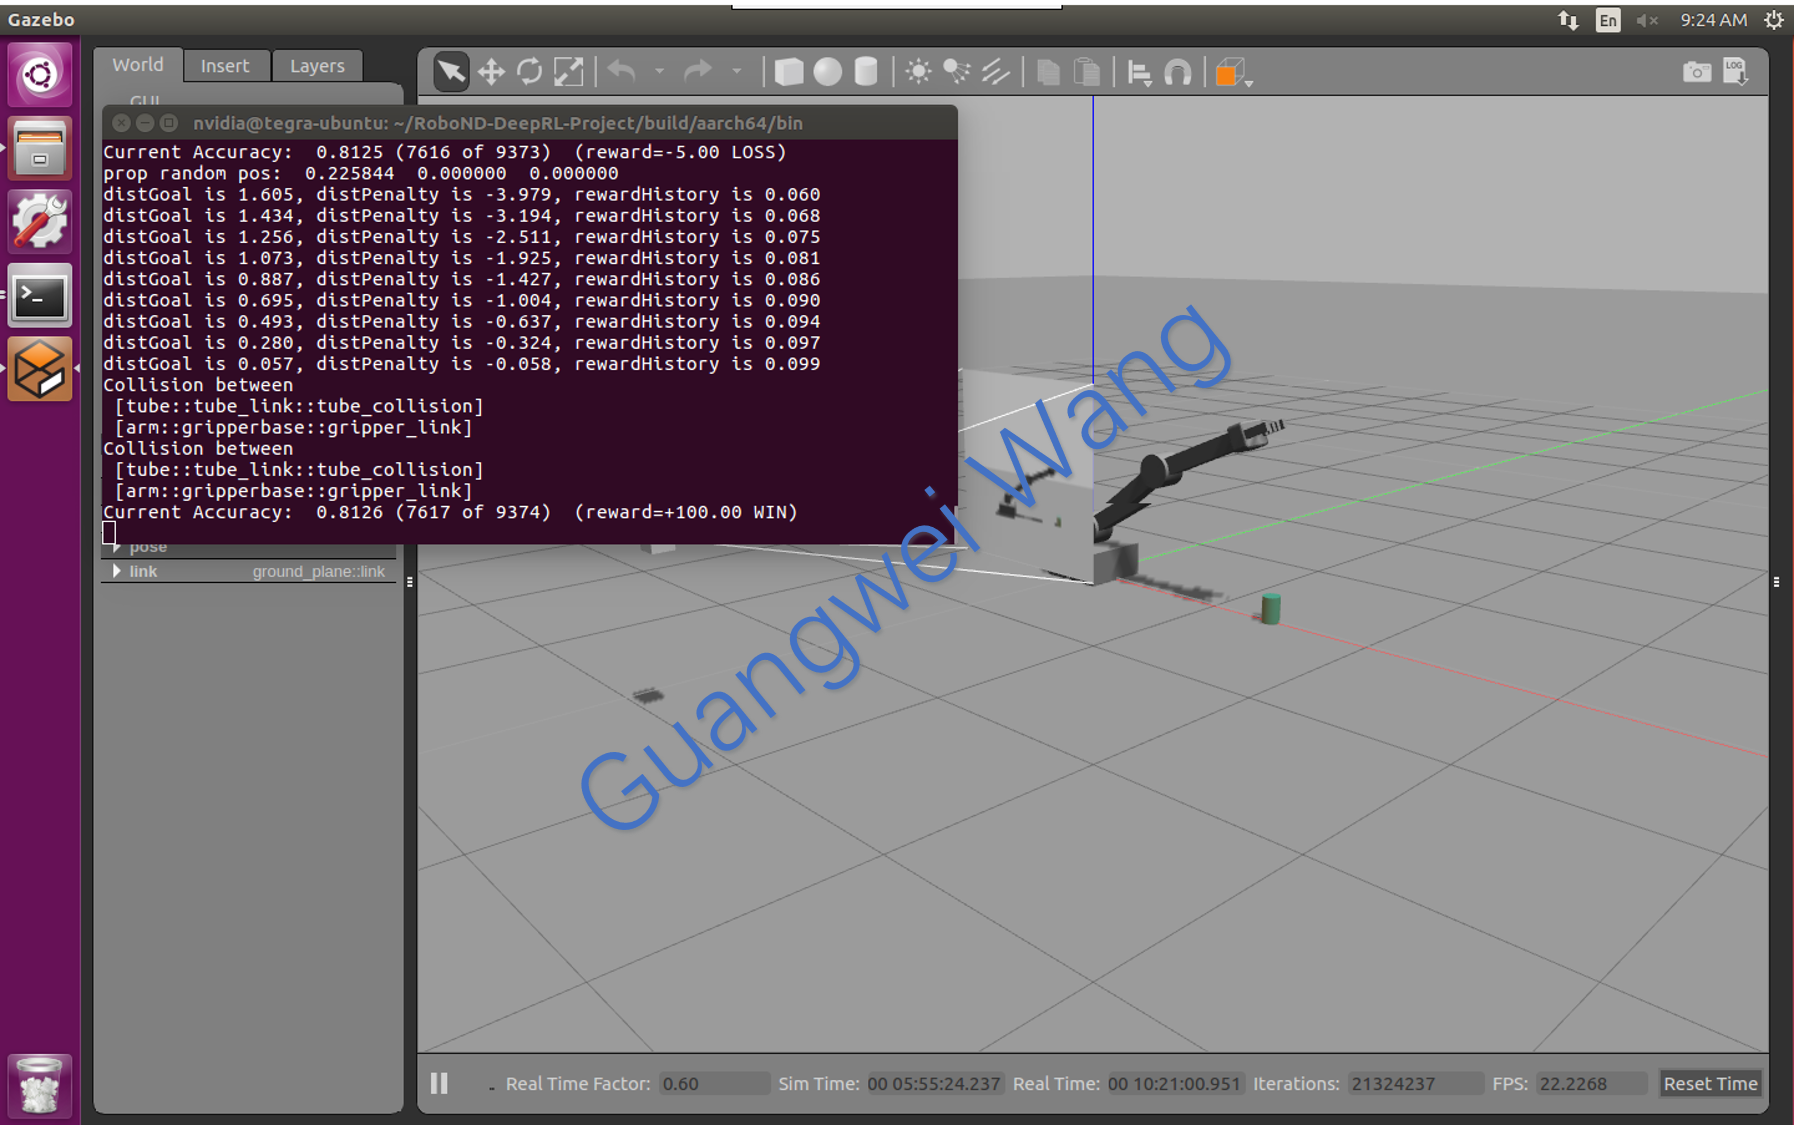 Gazebo
En
9:24 AM
World
Insert
Layers
GUI
LOG
nvidia@tegra-ubuntu: ~/RoboND-DeepRL-Project/build/aarch64/bin
Current Accuracy:  0.8125 (7616 of 9373)  (reward=-5.00 LOSS)
prop random pos:  0.225844  0.000000  0.000000
distGoal is 1.605, distPenalty is -3.979, rewardHistory is 0.060
distGoal is 1.434, distPenalty is -3.194, rewardHistory is 0.068
distGoal is 1.256, distPenalty is -2.511, rewardHistory is 0.075
distGoal is 1.073, distPenalty is -1.925, rewardHistory is 0.081
distGoal is 0.887, distPenalty is -1.427, rewardHistory is 0.086
distGoal is 0.695, distPenalty is -1.004, rewardHistory is 0.090
distGoal is 0.493, distPenalty is -0.637, rewardHistory is 0.094
distGoal is 0.280, distPenalty is -0.324, rewardHistory is 0.097
distGoal is 0.057, distPenalty is -0.058, rewardHistory is 0.099
Collision between
[tube::tube_link::tube_collision]
[arm::gripperbase::gripper_link]
Collision between
[tube::tube_link::tube_collision]
[arm::gripperbase::gripper_link]
Current Accuracy:  0.8126 (7617 of 9374)  (reward=+100.00 WIN)
pose
link ground_plane::link
Guangwei Wang
Real Time Factor: 0.60 Sim Time: 00 05:55:24.237 Real Time: 00 10:21:00.951 Iterations: 21324237 FPS: 22.2268 Reset Time